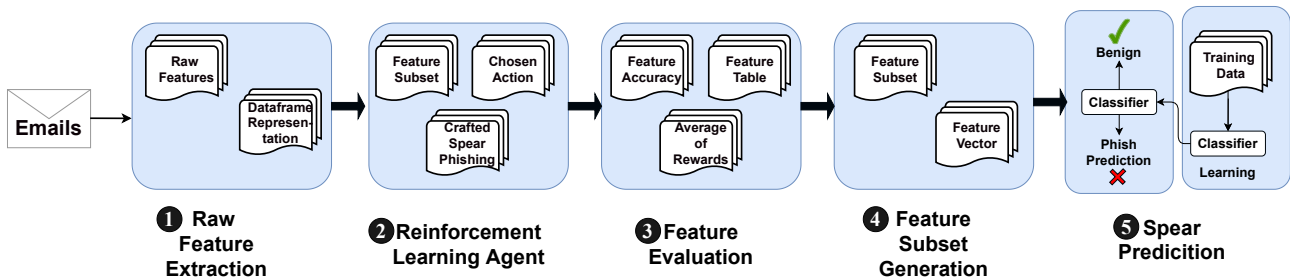 Emails
Raw
Features
Dataframe
Represen-
tation
1 Raw
Feature
Extraction
Feature
Subset
Chosen
Action
Crafted
Spear
Phishing
2 Reinforcement
Learning Agent
Feature
Accuracy
Feature
Table
Average
of
Rewards
3 Feature
Evaluation
Feature
Subset
Feature
Vector
4 Feature
Subset
Generation
Benign
Classifier
Phish
Prediction
Training
Data
Classifier
Learning
5 Spear
Predicition